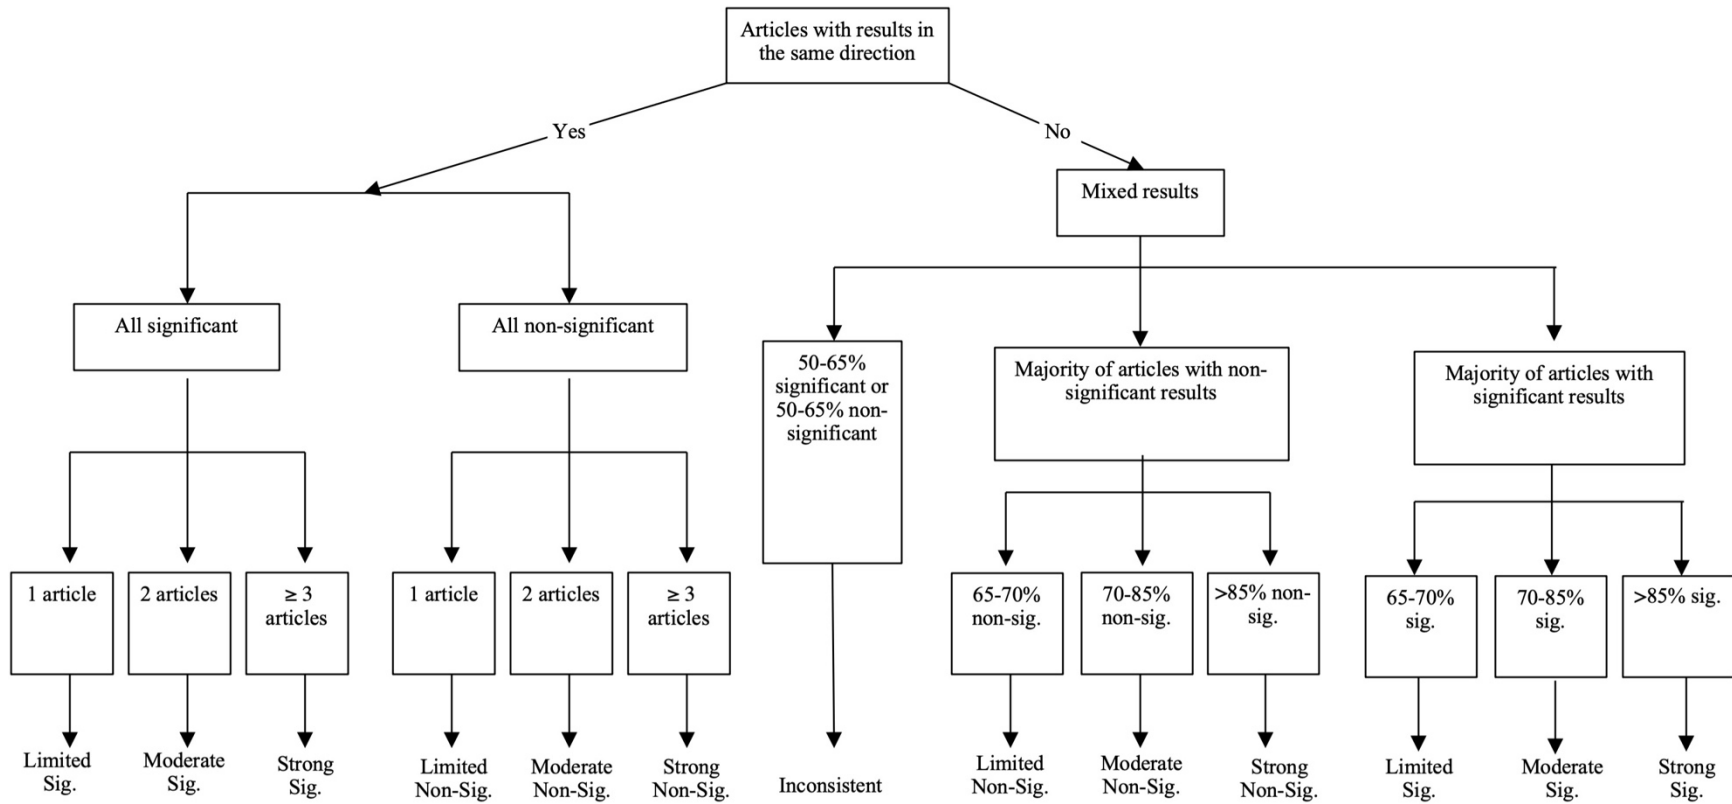 Articles with results in
the same direction
Yes
No
Mixed results
All significant
All non-significant
50-65%
significant or
50-65% non-
significant
Majority of articles with non-
significant results
Majority of articles with
significant results
1 article
2 articles
≥ 3
articles
1 article
2 articles
≥ 3
articles
65-70%
non-sig.
70-85%
non-sig.
>85% non-
sig.
65-70%
sig.
70-85%
sig.
>85% sig.
Limited
Sig.
Moderate
Sig.
Strong
Sig.
Limited
Non-Sig.
Moderate
Non-Sig.
Strong
Non-Sig.
Inconsistent
Limited
Non-Sig.
Moderate
Non-Sig.
Strong
Non-Sig.
Limited
Sig.
Moderate
Sig.
Strong
Sig.